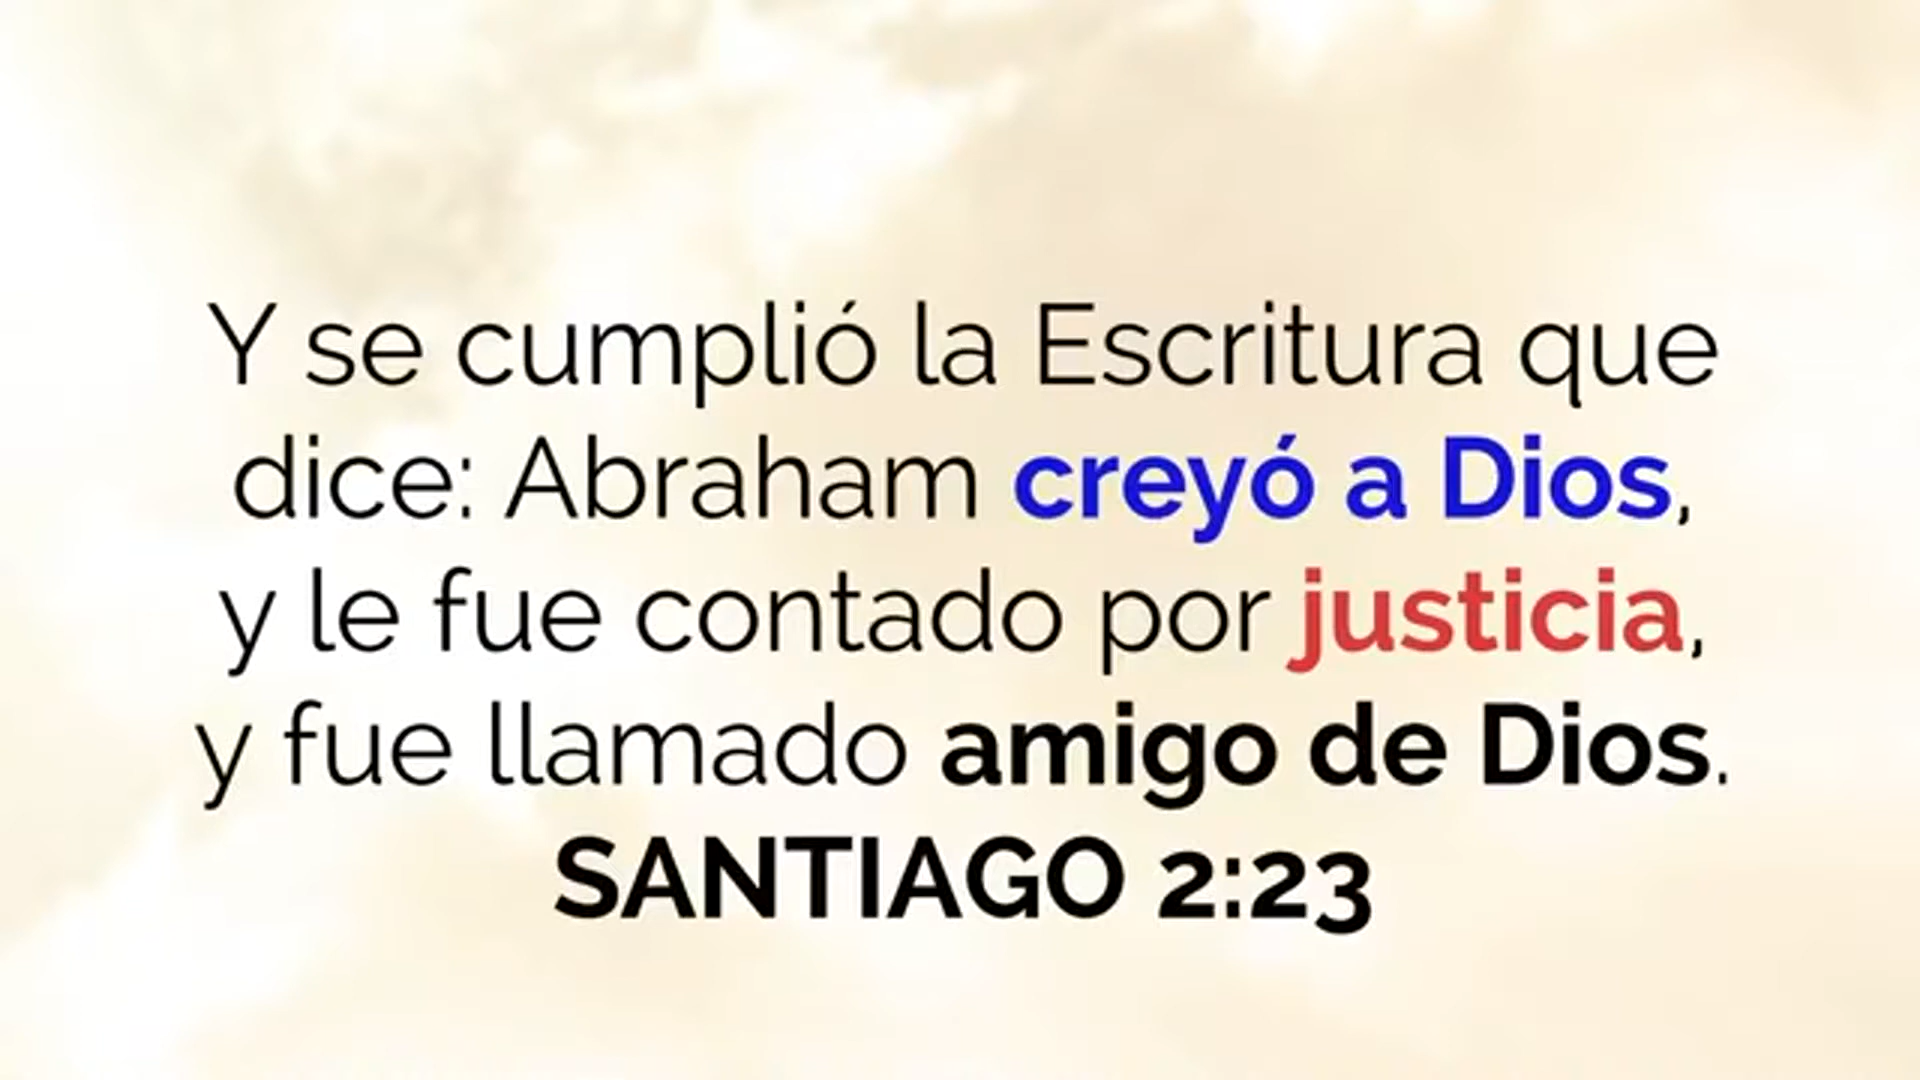 Y se cumplió la Escritura que
dice: Abraham creyó a Dios,
y le fue contado por justicia,
y fue llamado amigo de Dios.
SANTIAGO 2:23